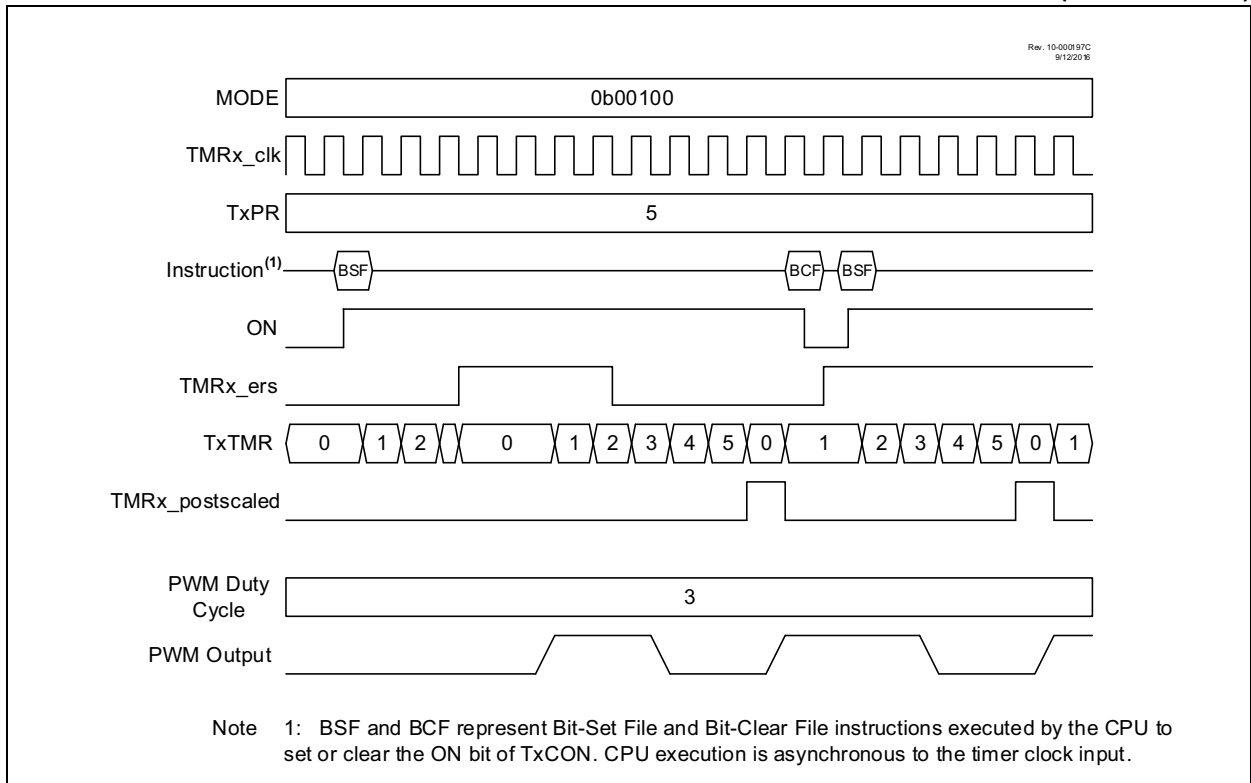 Rev. 10-000197C
9/12/2016
MODE 0b00100
TMRx_clk
TxPR 5
Instruction(1) BSF BCF BSF
ON
TMRx_ers
TxTMR 0 1 2 0 1 2 3 4 5 0 1 2 3 4 5 0 1
TMRx_postscaled
PWM Duty
Cycle
3
PWM Output
Note 1: BSF and BCF represent Bit-Set File and Bit-Clear File instructions executed by the CPU to
set or clear the ON bit of TxCON. CPU execution is asynchronous to the timer clock input.